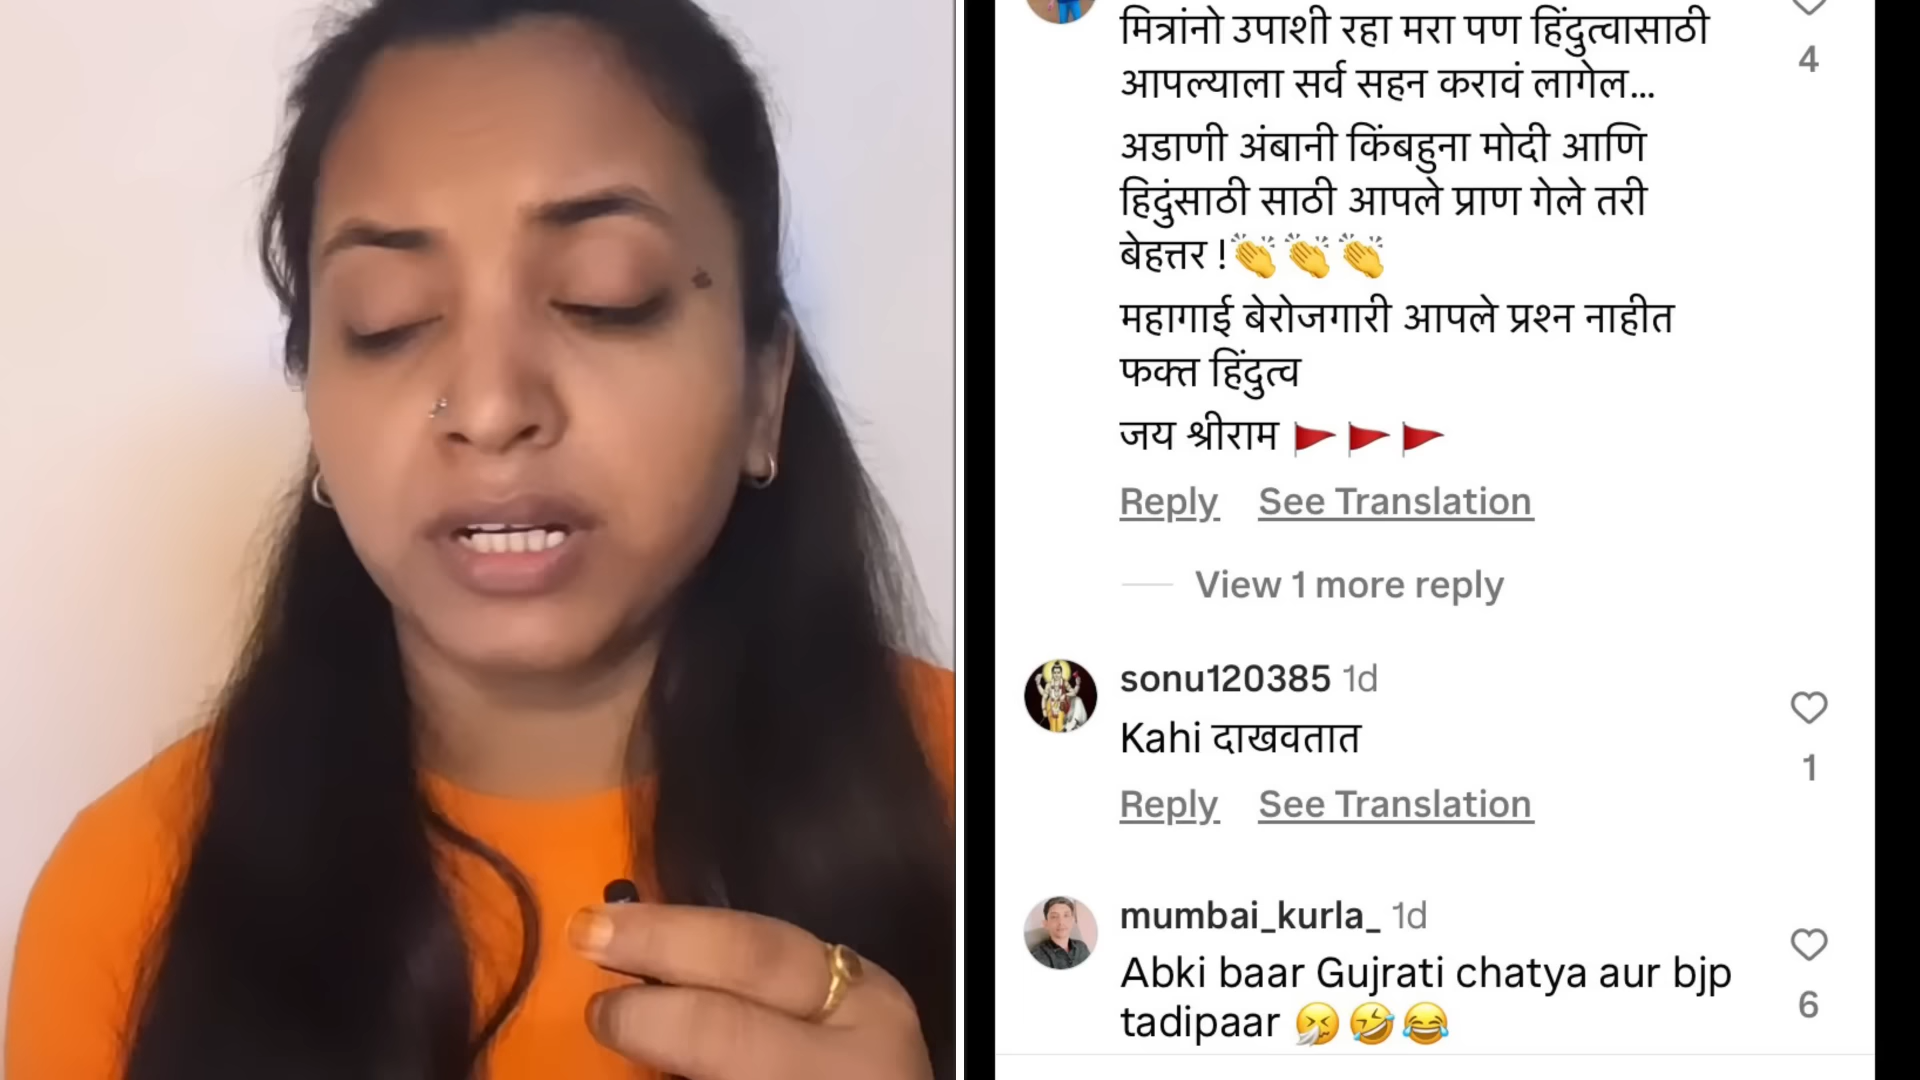 मित्रांनो उपाशी रहा मरा पण हिंदुत्वासाठी
4
आपल्याला सर्व सहन करावं लागेल...
अडाणी अंबानी किंबहुना मोदी आणि
हिदुंसाठी साठी आपले प्राण गेले तरी
बेहत्तर !👏👏👏
महागाई बेरोजगारी आपले प्रश्न नाहीत
फक्त हिंदुत्व
जय श्रीराम 🚩🚩🚩
Reply See Translation
View 1 more reply
sonu120385 1d
Kahi दाखवतात
1
Reply See Translation
mumbai_kurla_ 1d
Abki baar Gujrati chatya aur bjp
tadipaar 🤧🤣😂
6